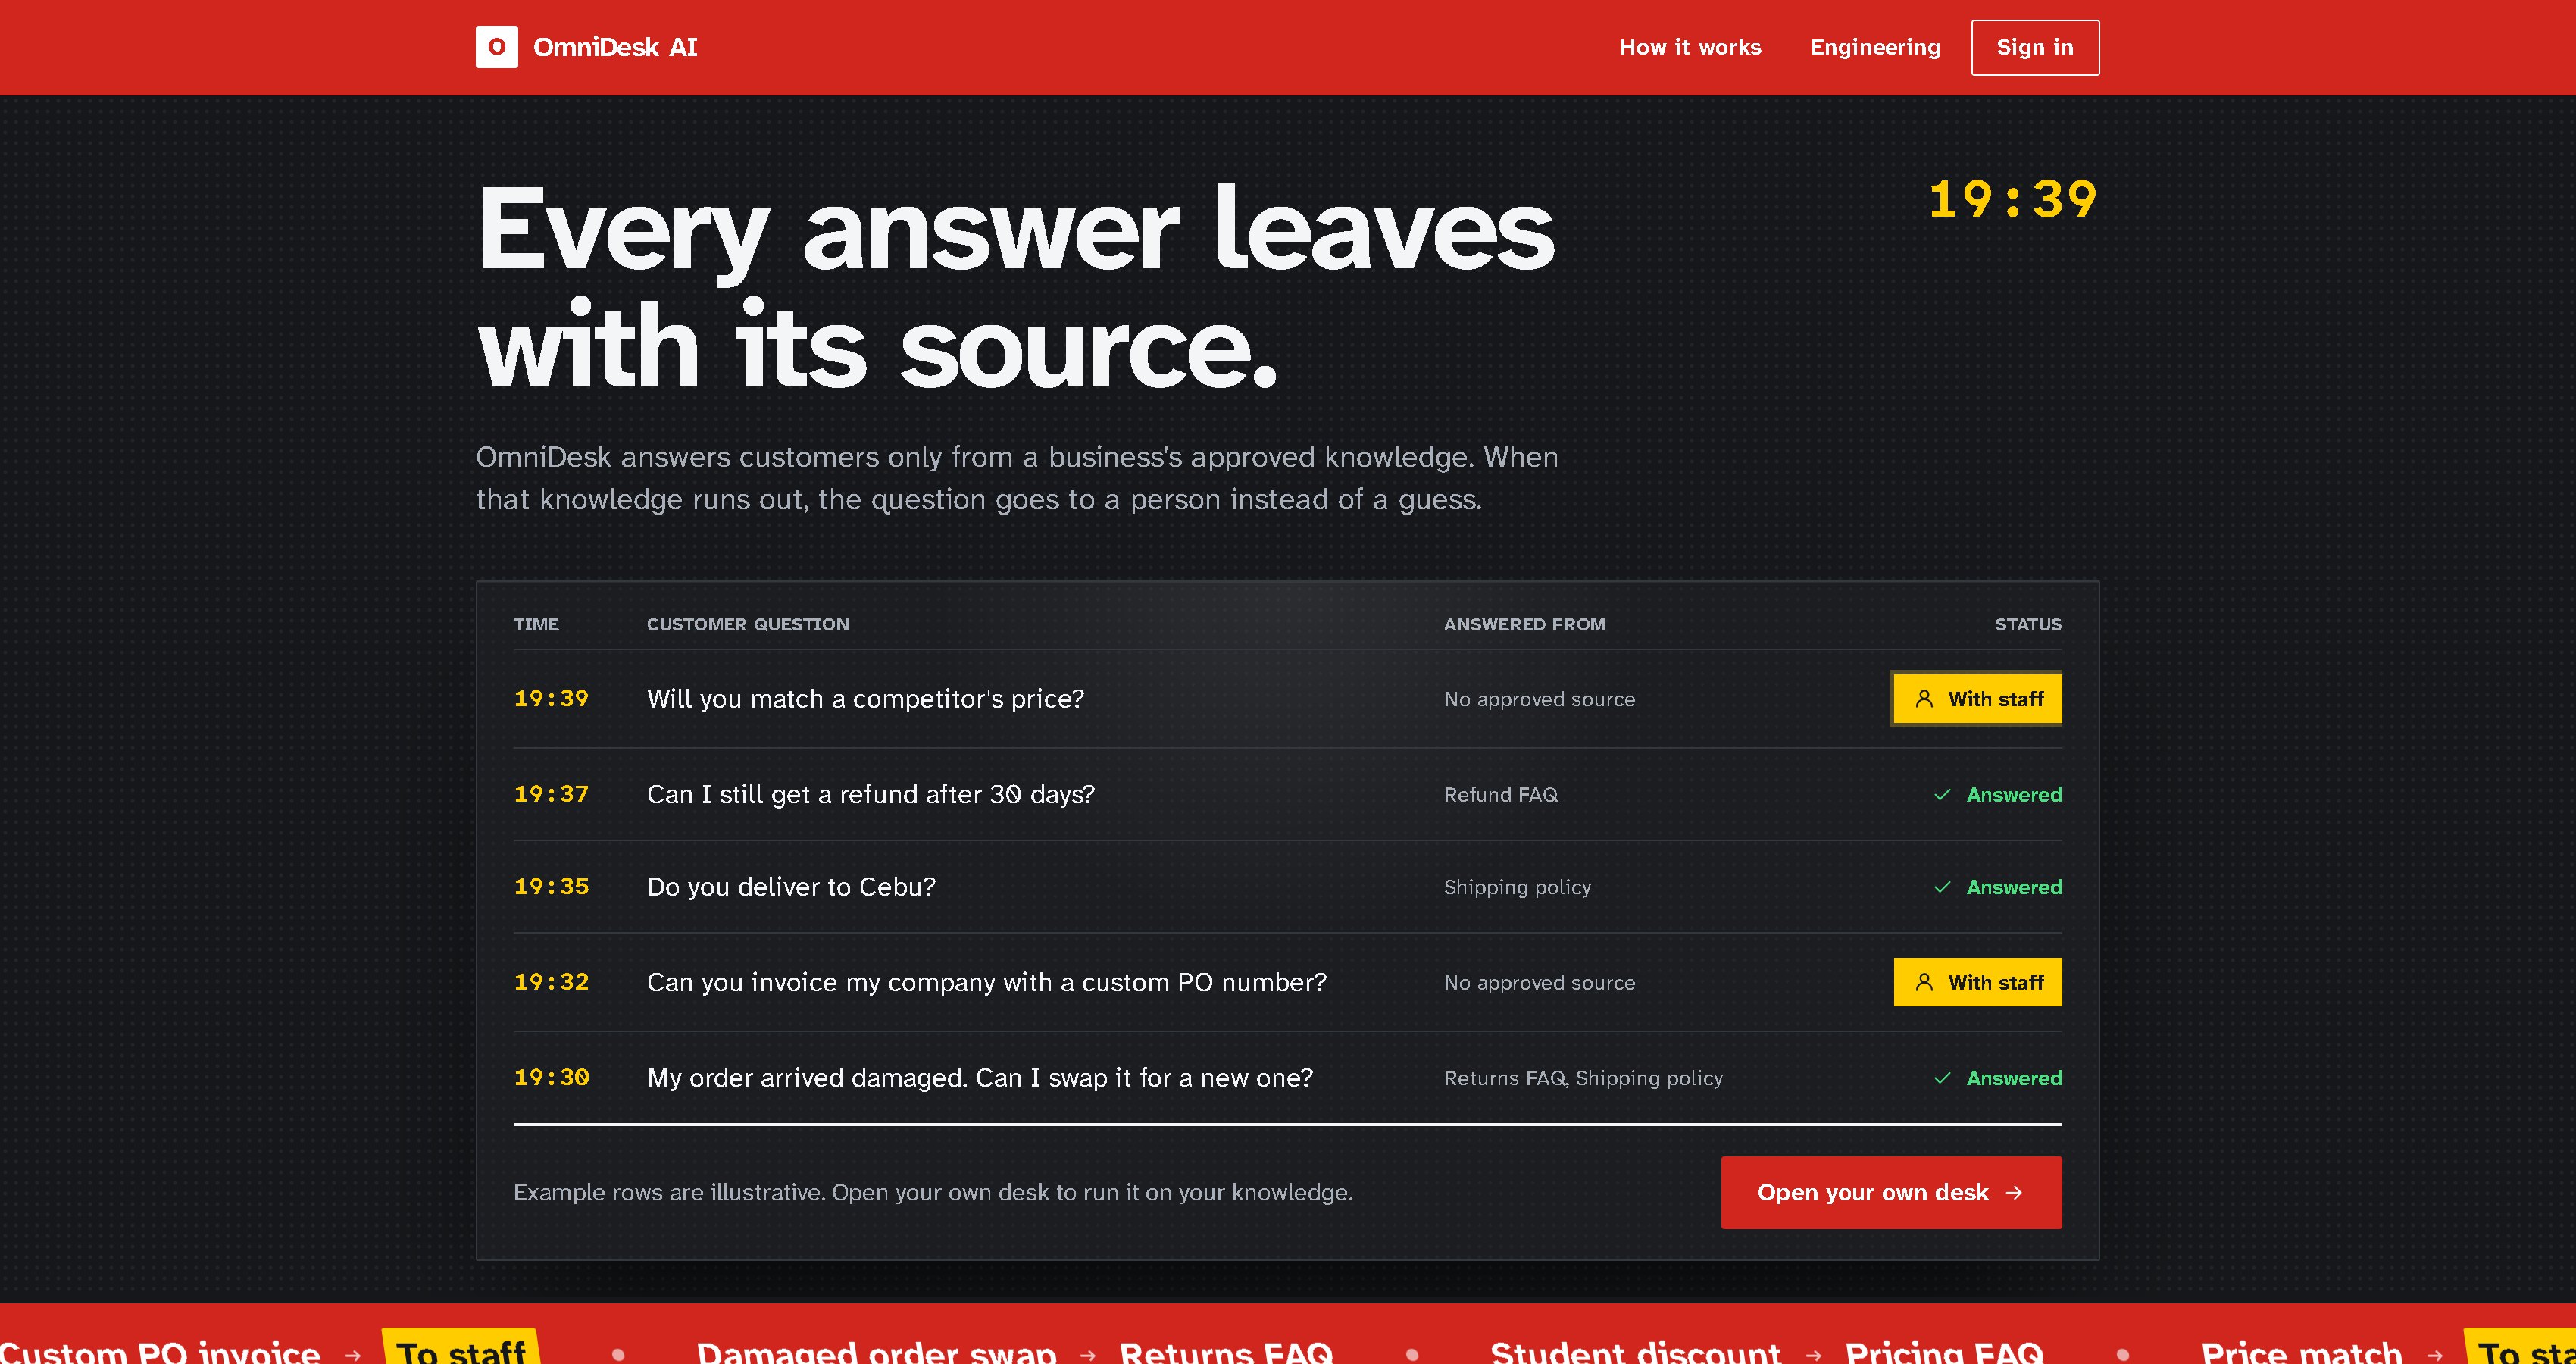 O OmniDesk AI How it works Engineering Sign in
Every answer leaves
with its source.
19:39
OmniDesk answers customers only from a business's approved knowledge. When
that knowledge runs out, the question goes to a person instead of a guess.
TIME CUSTOMER QUESTION ANSWERED FROM STATUS
19:39 Will you match a competitor's price? No approved source With staff
19:37 Can I still get a refund after 30 days? Refund FAQ Answered
19:35 Do you deliver to Cebu? Shipping policy Answered
19:32 Can you invoice my company with a custom PO number? No approved source With staff
19:30 My order arrived damaged. Can I swap it for a new one? Returns FAQ, Shipping policy Answered
Example rows are illustrative. Open your own desk to run it on your knowledge. Open your own desk →
Custom PO invoice → To staff • Damaged order swap → Returns FAQ • Student discount → Pricing FAQ • Price match → To